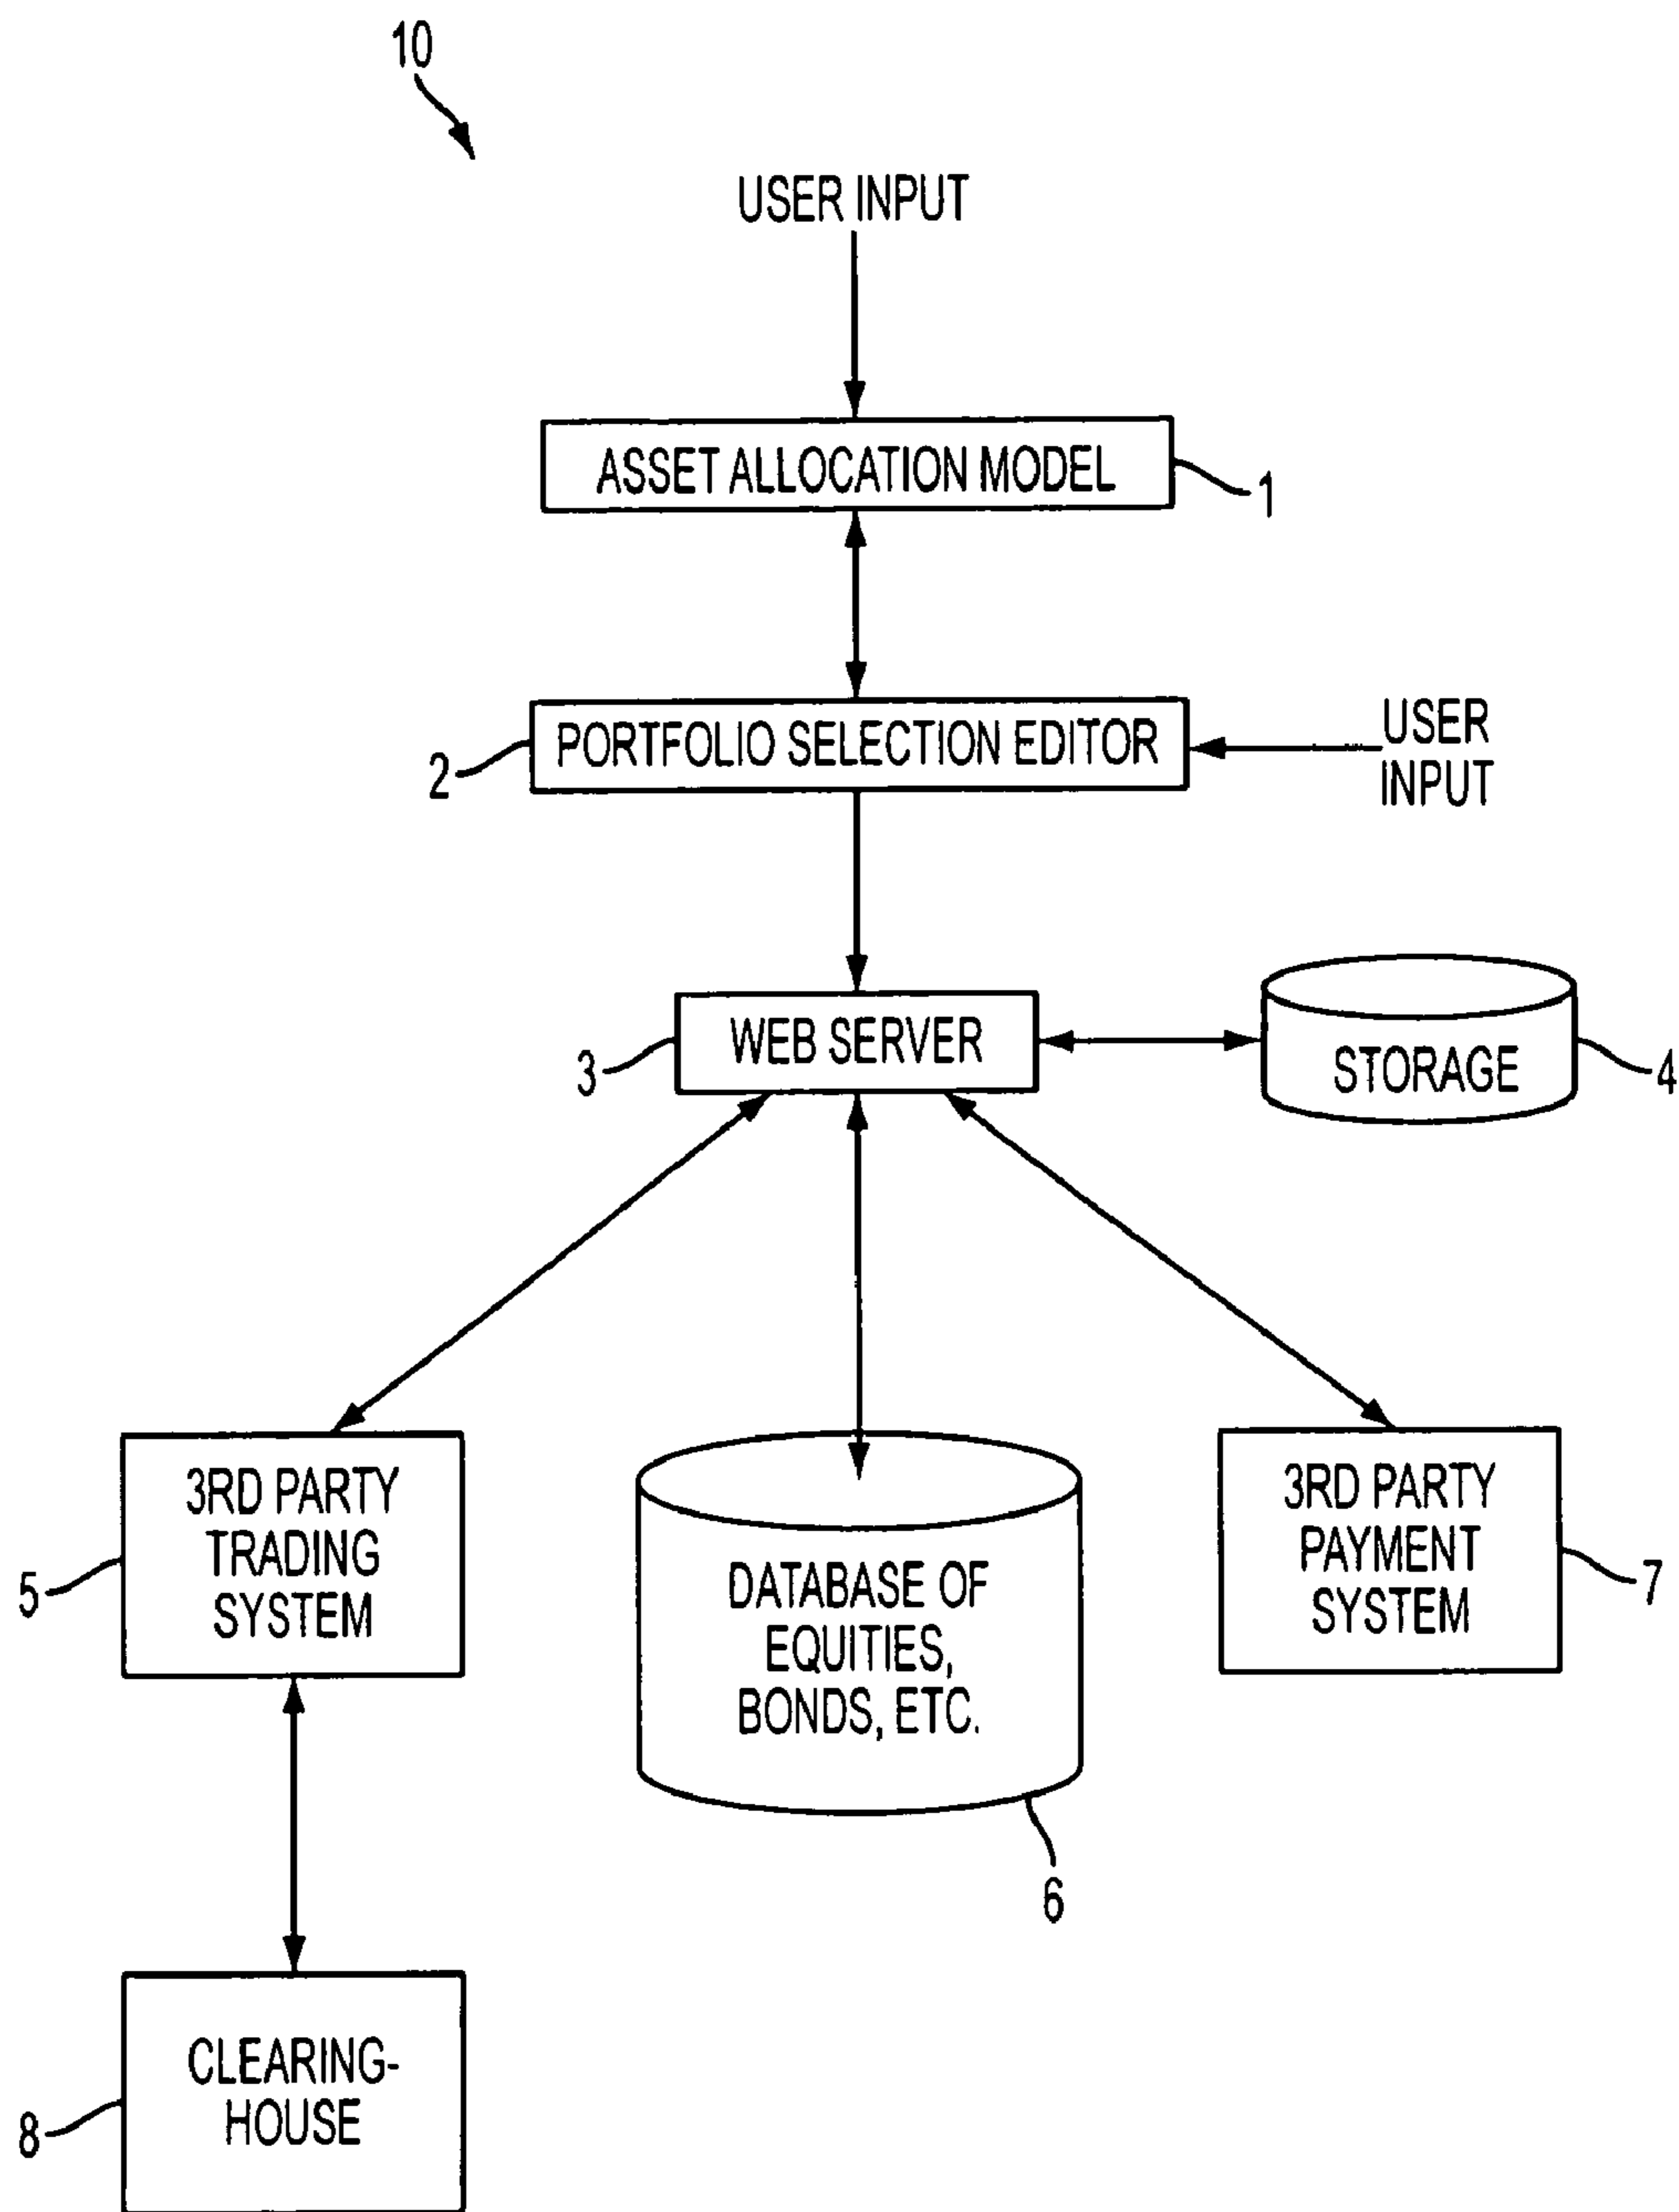 10
USER INPUT
ASSET ALLOCATION MODEL
1
PORTFOLIO SELECTION EDITOR
2
USER
INPUT
WEB SERVER
3
STORAGE
4
3RD PARTY
TRADING
SYSTEM
5
DATABASE OF
EQUITIES,
BONDS, ETC.
6
3RD PARTY
PAYMENT
SYSTEM
7
CLEARING-
HOUSE
8